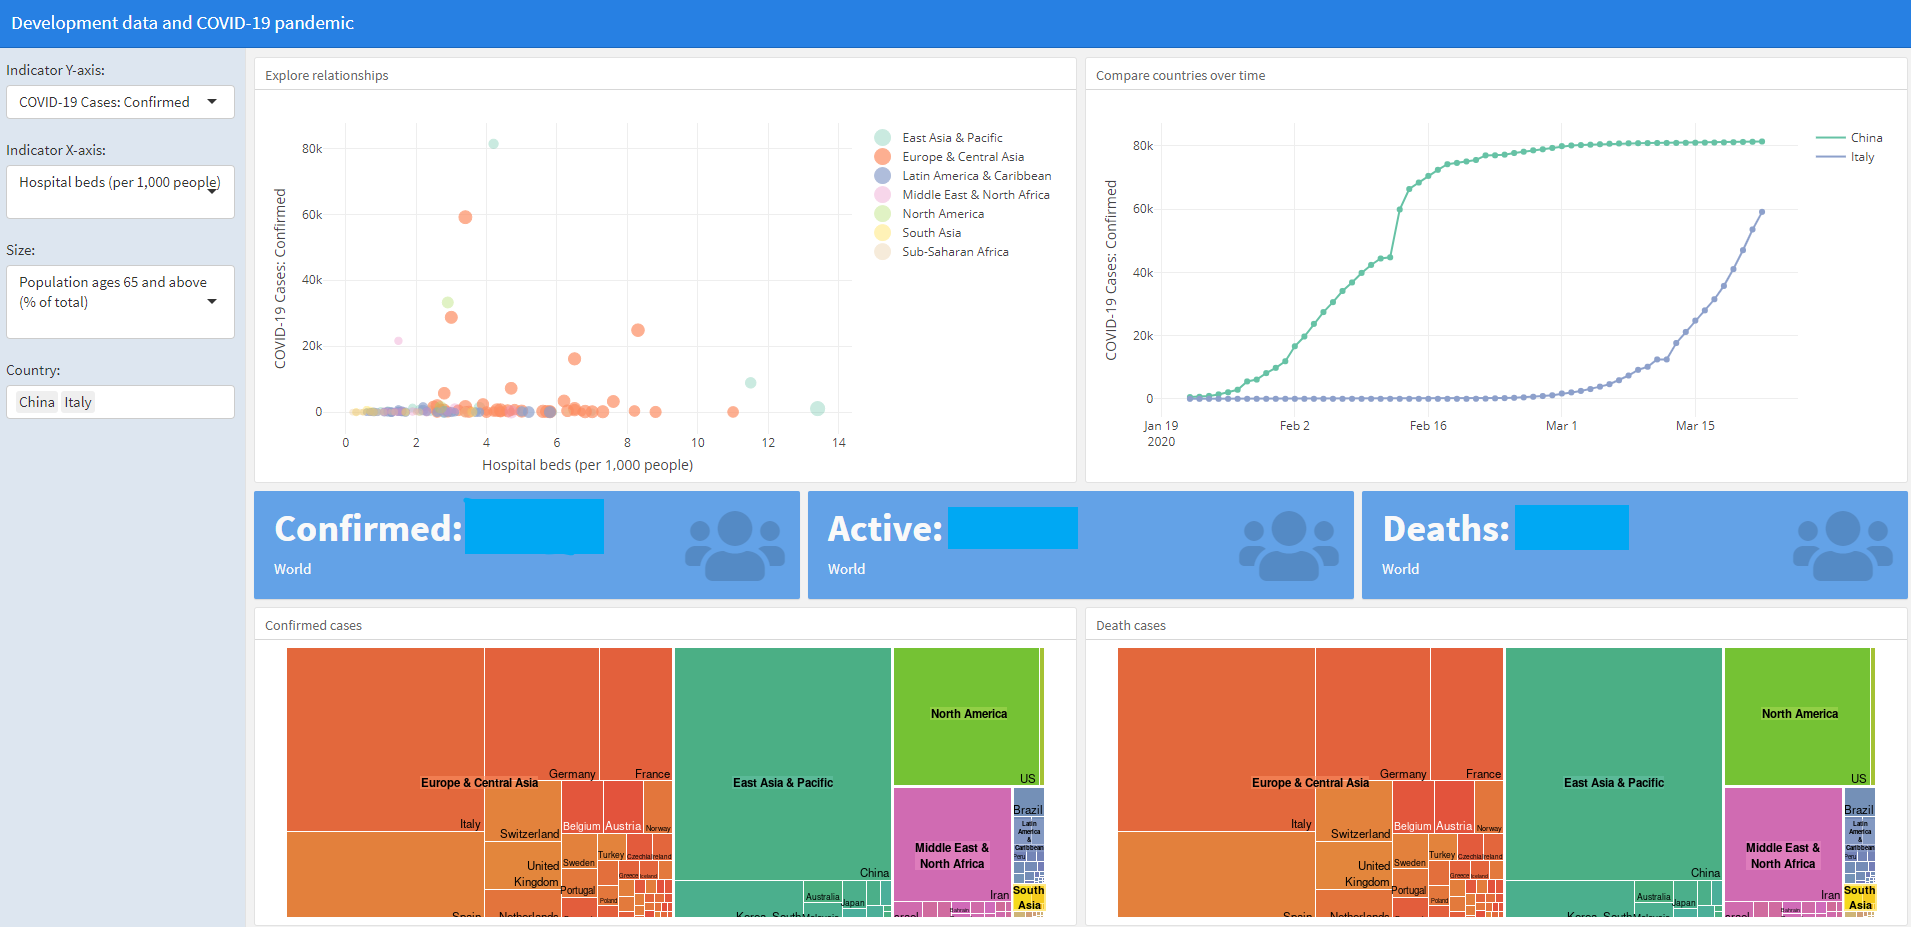 Development data and COVID-19 pandemic
Indicator Y-axis:
COVID-19 Cases: Confirmed
Indicator X-axis:
Hospital beds (per 1,000 people)
Size:
Population ages 65 and above
(% of total)
Country:
China Italy
Explore relationships
COVID-19 Cases: Confirmed
80k
60k
40k
20k
0
0 2 4 6 8 10 12 14
Hospital beds (per 1,000 people)
East Asia & Pacific
Europe & Central Asia
Latin America & Caribbean
Middle East & North Africa
North America
South Asia
Sub-Saharan Africa
Compare countries over time
COVID-19 Cases: Confirmed
80k
60k
40k
20k
0
Jan 19 Feb 2 Feb 16 Mar 1 Mar 15
2020
China
Italy
Confirmed:
World
Active:
World
Deaths:
World
Confirmed cases
Europe & Central Asia
Italy
Germany
France
Switzerland
Belgium
Austria
Norway
United
Kingdom
Sweden
Turkey
Czechia
Ireland
Greece
Portugal
Poland
Spain
Netherlands
East Asia & Pacific
China
Korea, South
Malaysia
Australia
Japan
North America
US
Middle East &
North Africa
Iran
Israel
Bahrain
Brazil
Latin
America
&
Caribbean
Peru
South
Asia
Death cases
Europe & Central Asia
Italy
Germany
France
Switzerland
Belgium
Austria
Norway
United
Kingdom
Sweden
Turkey
Czechia
Ireland
Greece
Portugal
Poland
Spain
Netherlands
East Asia & Pacific
China
Korea, South
Malaysia
Australia
Japan
North America
US
Middle East &
North Africa
Iran
Israel
Bahrain
Brazil
Latin
America
&
Caribbean
Peru
South
Asia